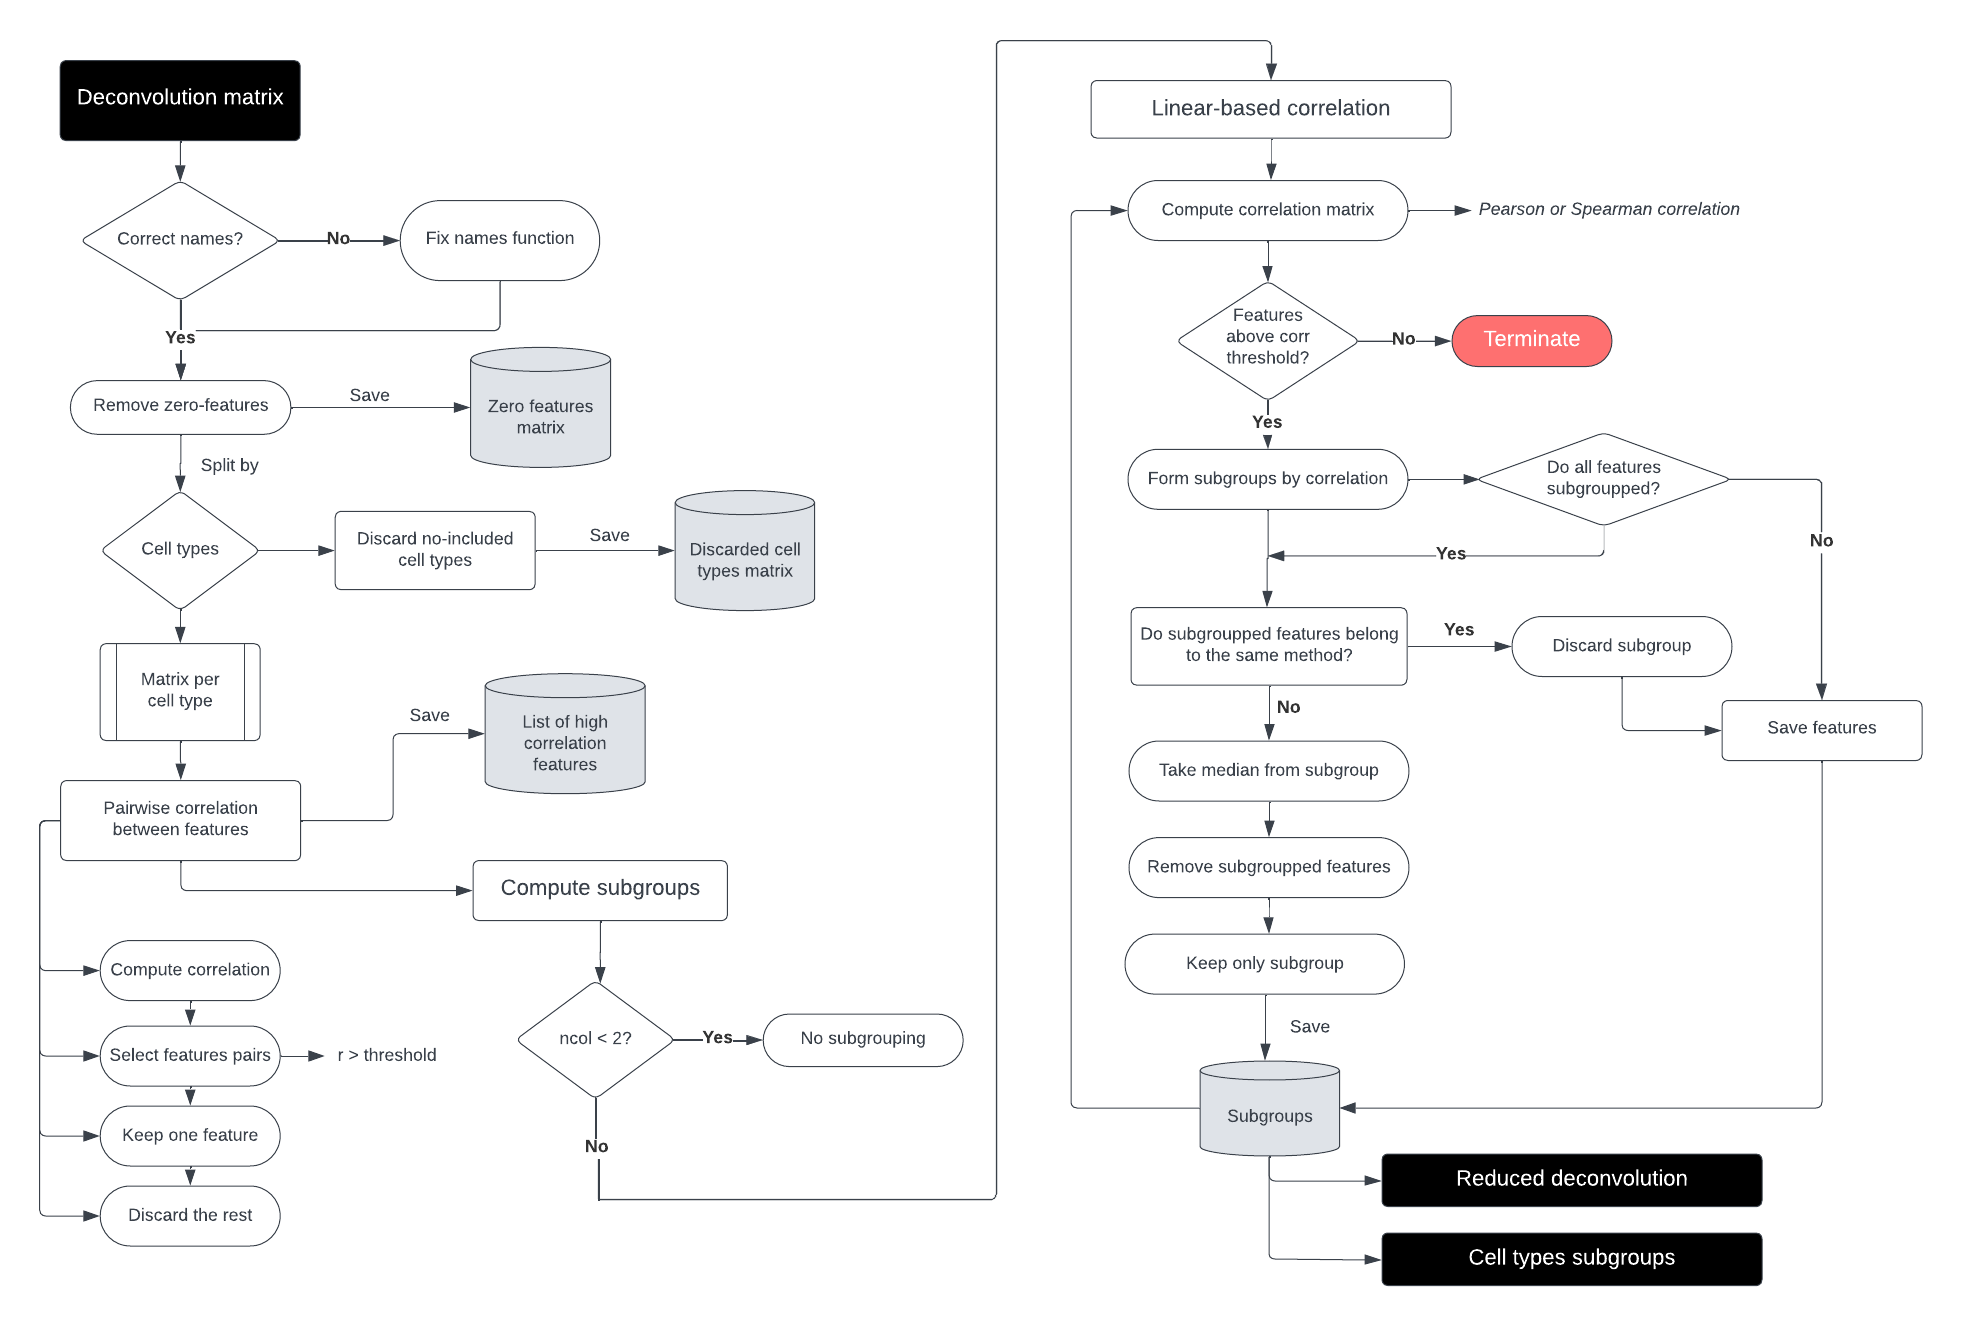 Deconvolution matrix
Correct names?
No
Fix names function
Yes
Remove zero-features
Save
Zero features
matrix
Split by
Cell types
Discard no-included
cell types
Save
Discarded cell
types matrix
Matrix per
cell type
Pairwise correlation
between features
Save
List of high
correlation
features
Compute subgroups
Compute correlation
Select features pairs
r > threshold
Keep one feature
Discard the rest
ncol < 2?
Yes
No subgrouping
No
Linear-based correlation
Compute correlation matrix
Pearson or Spearman correlation
Features
above corr
threshold?
No
Terminate
Yes
Form subgroups by correlation
Do all features
subgroupped?
No
Yes
Do subgroupped features belong
to the same method?
Yes
Discard subgroup
No
Save features
Take median from subgroup
Remove subgroupped features
Keep only subgroup
Save
Subgroups
Reduced deconvolution
Cell types subgroups